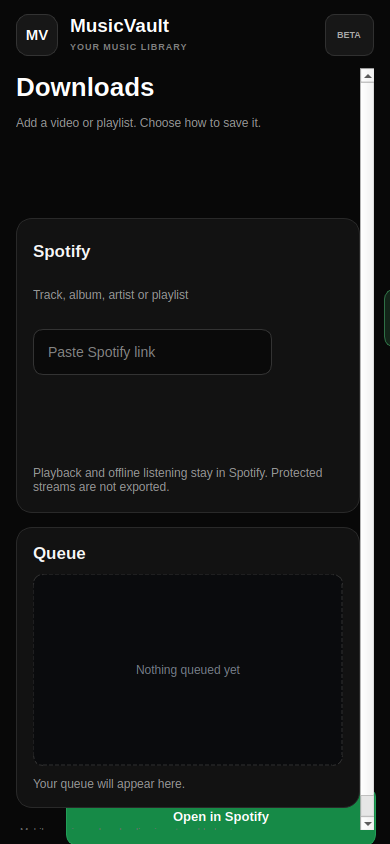 MV
MusicVault
YOUR MUSIC LIBRARY
BETA
Downloads
Add a video or playlist. Choose how to save it.
Spotify
Track, album, artist or playlist
Paste Spotify link
Playback and offline listening stay in Spotify. Protected
streams are not exported.
Queue
Nothing queued yet
Your queue will appear here.
Open in Spotify